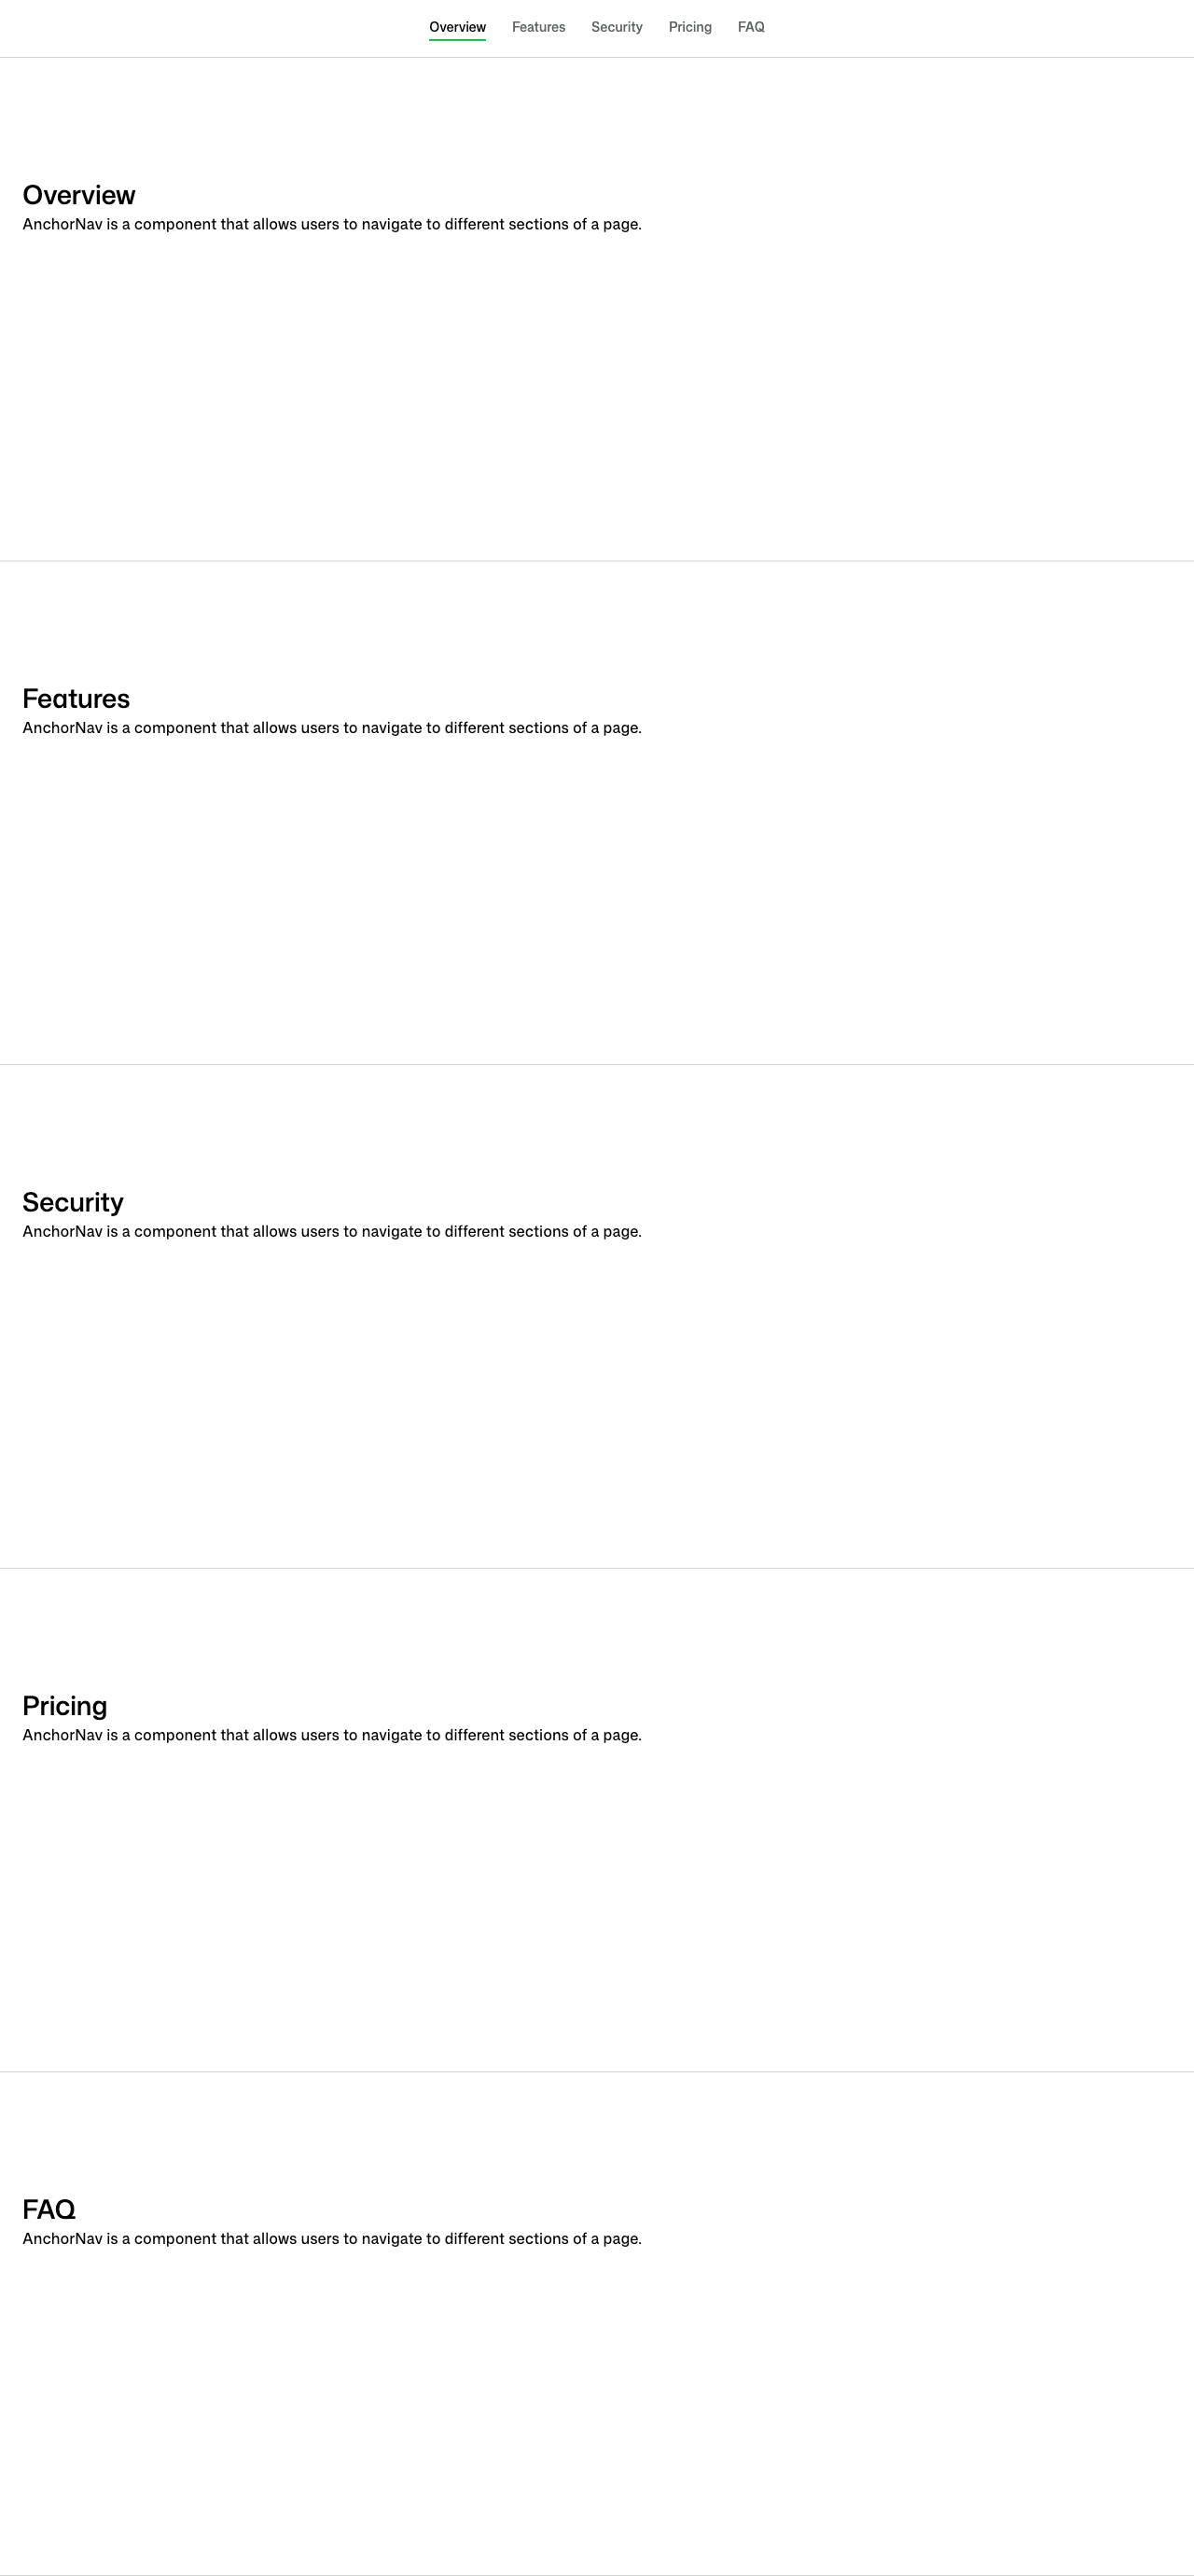 Overview Features Security Pricing FAQ
Overview
AnchorNav is a component that allows users to navigate to different sections of a page.
Features
AnchorNav is a component that allows users to navigate to different sections of a page.
Security
AnchorNav is a component that allows users to navigate to different sections of a page.
Pricing
AnchorNav is a component that allows users to navigate to different sections of a page.
FAQ
AnchorNav is a component that allows users to navigate to different sections of a page.